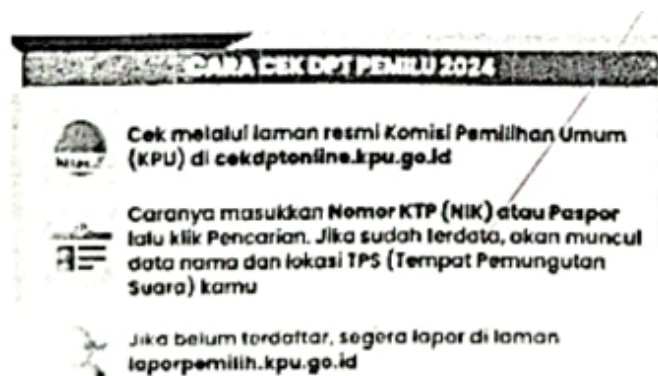 CARA CEK DPT PEMILU 2024
Cek melalui laman resmi Komisi Pemilihan Umum
(KPU) di cekdptonline.kpu.go.id
Caranya masukkan Nomor KTP (NIK) atau Paspor
lalu klik Pencarian. Jika sudah terdata, akan muncul
data nama dan lokasi TPS (Tempat Pemungutan
Suara) kamu
Jika belum terdaftar, segera lapor di laman
laporpemilih.kpu.go.id